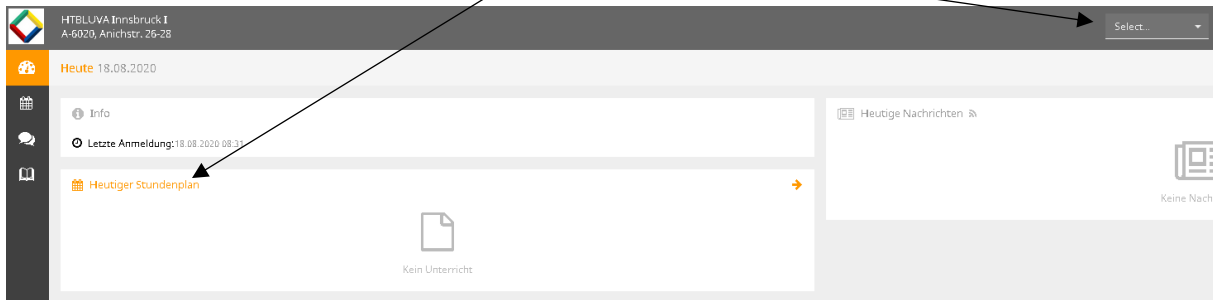 HTBLUVA Innsbruck I
A-6020, Anichstr. 26-28
Select...
Heute 18.08.2020
Info
Letzte Anmeldung: 18.08.2020 08:31
Heutige Nachrichten
Keine Nach
Heutiger Stundenplan
Kein Unterricht